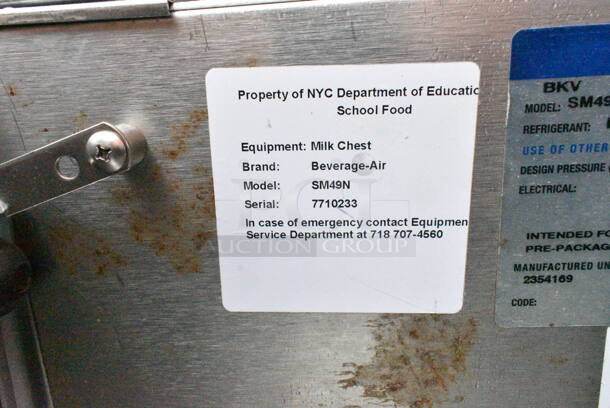 Property of NYC Department of Educatio
School Food
Equipment: Milk Chest
Brand: Beverage-Air
Model: SM49N
Serial: 7710233
In case of emergency contact Equipmen
Service Department at 718 707-4560
AUCTION GROUP
BKV
MODEL: SM49
REFRIGERANT:
USE OF OTHER
DESIGN PRESSURE
ELECTRICAL:
INTENDED FO
PRE-PACKAG
MANUFACTURED UN
2354169
CODE: